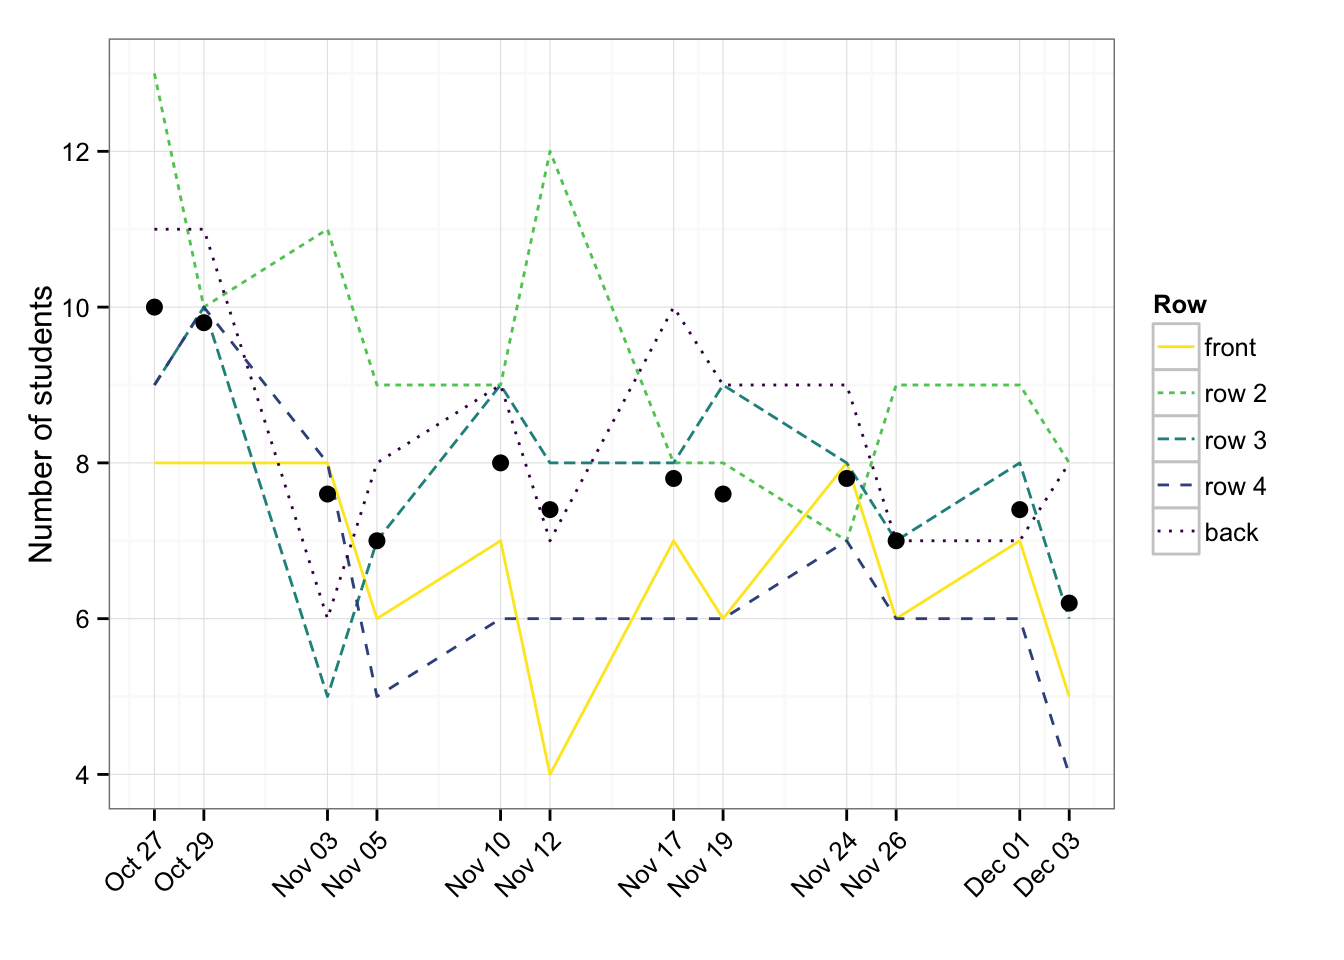 Number of students
12
10
8
6
4
Oct 27
Oct 29
Nov 03
Nov 05
Nov 10
Nov 12
Nov 17
Nov 19
Nov 24
Nov 26
Dec 01
Dec 03
Row
front
row 2
row 3
row 4
back